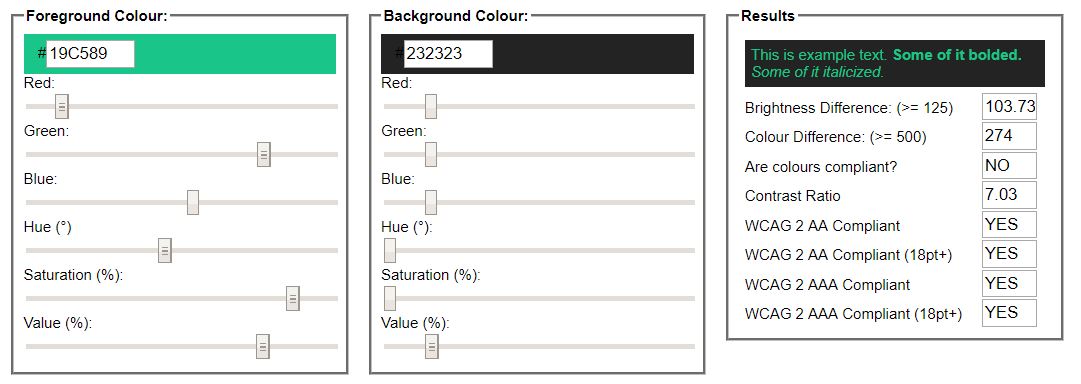 Foreground Colour:
#19C589
Red:
Green:
Blue:
Hue (°)
Saturation (%):
Value (%):
Background Colour:
#232323
Red:
Green:
Blue:
Hue (°):
Saturation (%):
Value (%):
Results
This is example text. Some of it bolded.
Some of it italicized.
Brightness Difference: (>= 125) 103.73
Colour Difference: (>= 500) 274
Are colours compliant? NO
Contrast Ratio 7.03
WCAG 2 AA Compliant YES
WCAG 2 AA Compliant (18pt+) YES
WCAG 2 AAA Compliant YES
WCAG 2 AAA Compliant (18pt+) YES